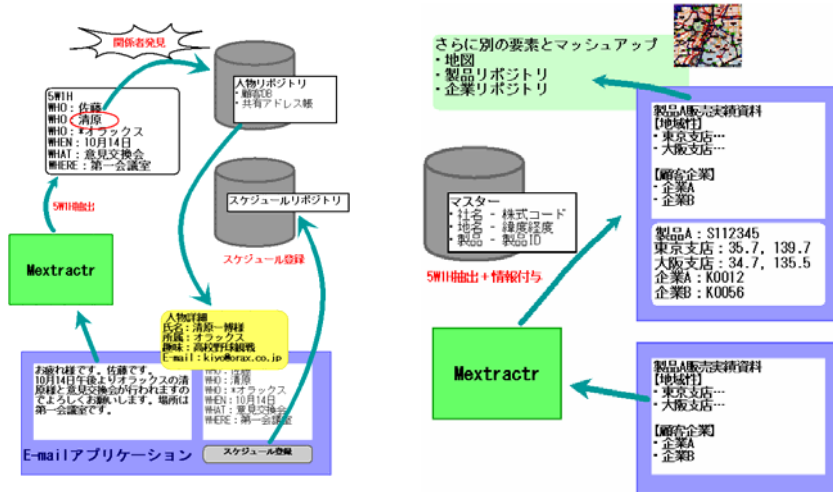 関係者発見
5W1H
WHO：佐藤
WHO：清原
WHO：*オラックス
WHEN：10月14日
WHAT：意見交換会
WHERE：第一会議室
人物リポジトリ
・顧客DB
・共有アドレス帳
スケジュールリポジトリ
スケジュール登録
5W1H抽出
Mextractr
人物詳細
氏名：清原一博様
所属：オラックス
趣味：高校野球観戦
E-mail：kiyo@orax.co.jp
お疲れ様です。佐藤です。
10月14日午後よりオラックスの清
原様と意見交換会が行われますの
でよろしくお願いします。場所は
第一会議室です。
WHO：佐藤
WHO：清原
WHO：*オラックス
WHEN：10月14日
WHAT：意見交換会
WHERE：第一会議室
E-mailアプリケーション
スケジュール登録
さらに別の要素とマッシュアップ
・地図
・製品リポジトリ
・企業リポジトリ
製品A販売実績資料
【地域性】
・東京支店…
・大阪支店…
【顧客企業】
・企業A
・企業B
マスター
・社名 - 株式コード
・地名 - 緯度経度
・製品 - 製品ID
5W1H抽出＋情報付与
製品A：S112345
東京支店：35.7, 139.7
大阪支店：34.7, 135.5
企業A：K0012
企業B：K0056
Mextractr
製品A販売実績資料
【地域性】
・東京支店…
・大阪支店…
【顧客企業】
・企業A
・企業B